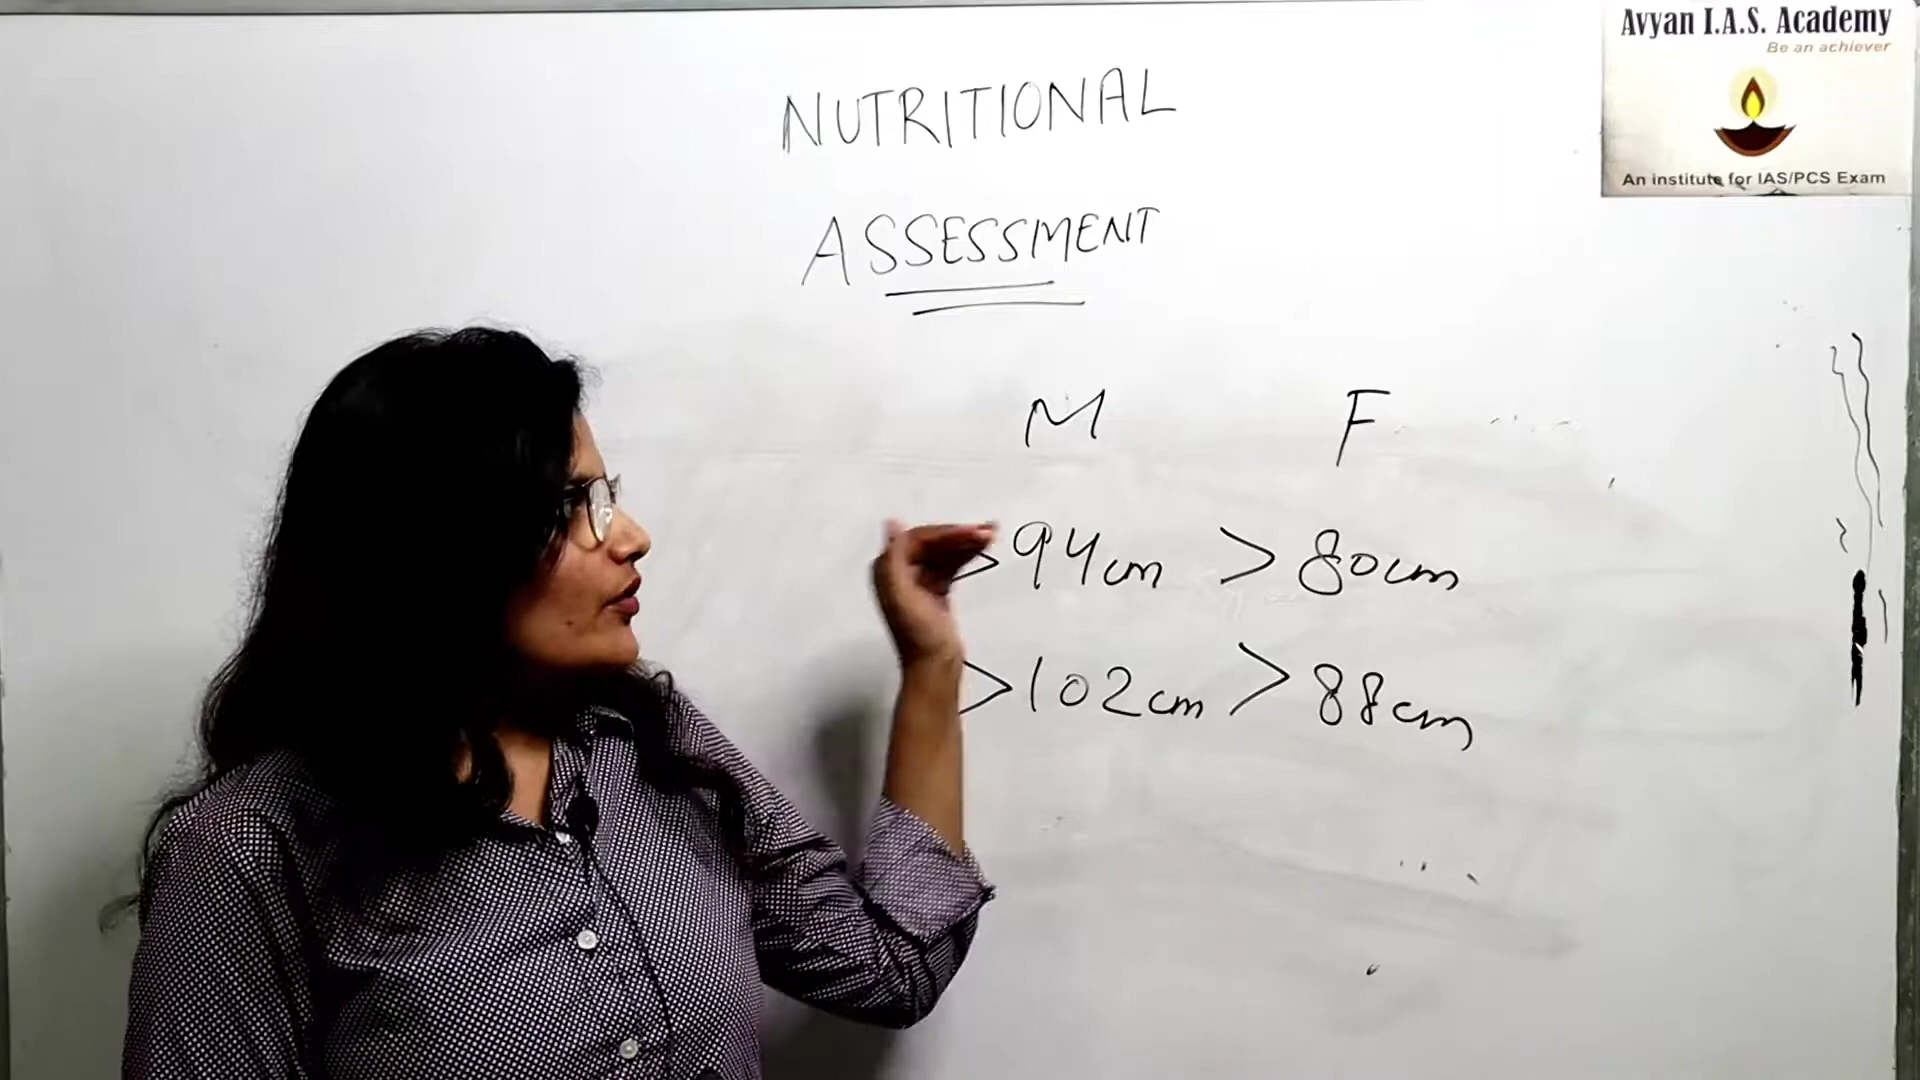 Avyan I.A.S. Academy
Be an achiever
An institute for IAS/PCS Exam
NUTRITIONAL
ASSESSMENT
M F
>94cm >80cm
>102cm >88cm